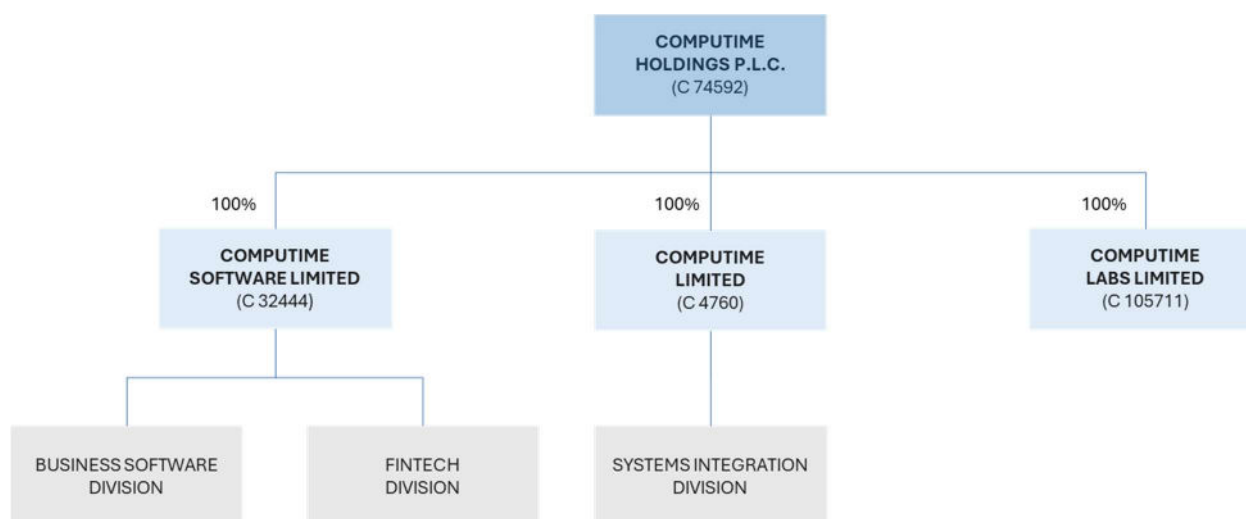 COMPUTIME
HOLDINGS P.L.C.
(C 74592)
100%
100%
100%
COMPUTIME
SOFTWARE LIMITED
(C 32444)
COMPUTIME
LIMITED
(C 4760)
COMPUTIME
LABS LIMITED
(C 105711)
BUSINESS SOFTWARE
DIVISION
FINTECH
DIVISION
SYSTEMS INTEGRATION
DIVISION